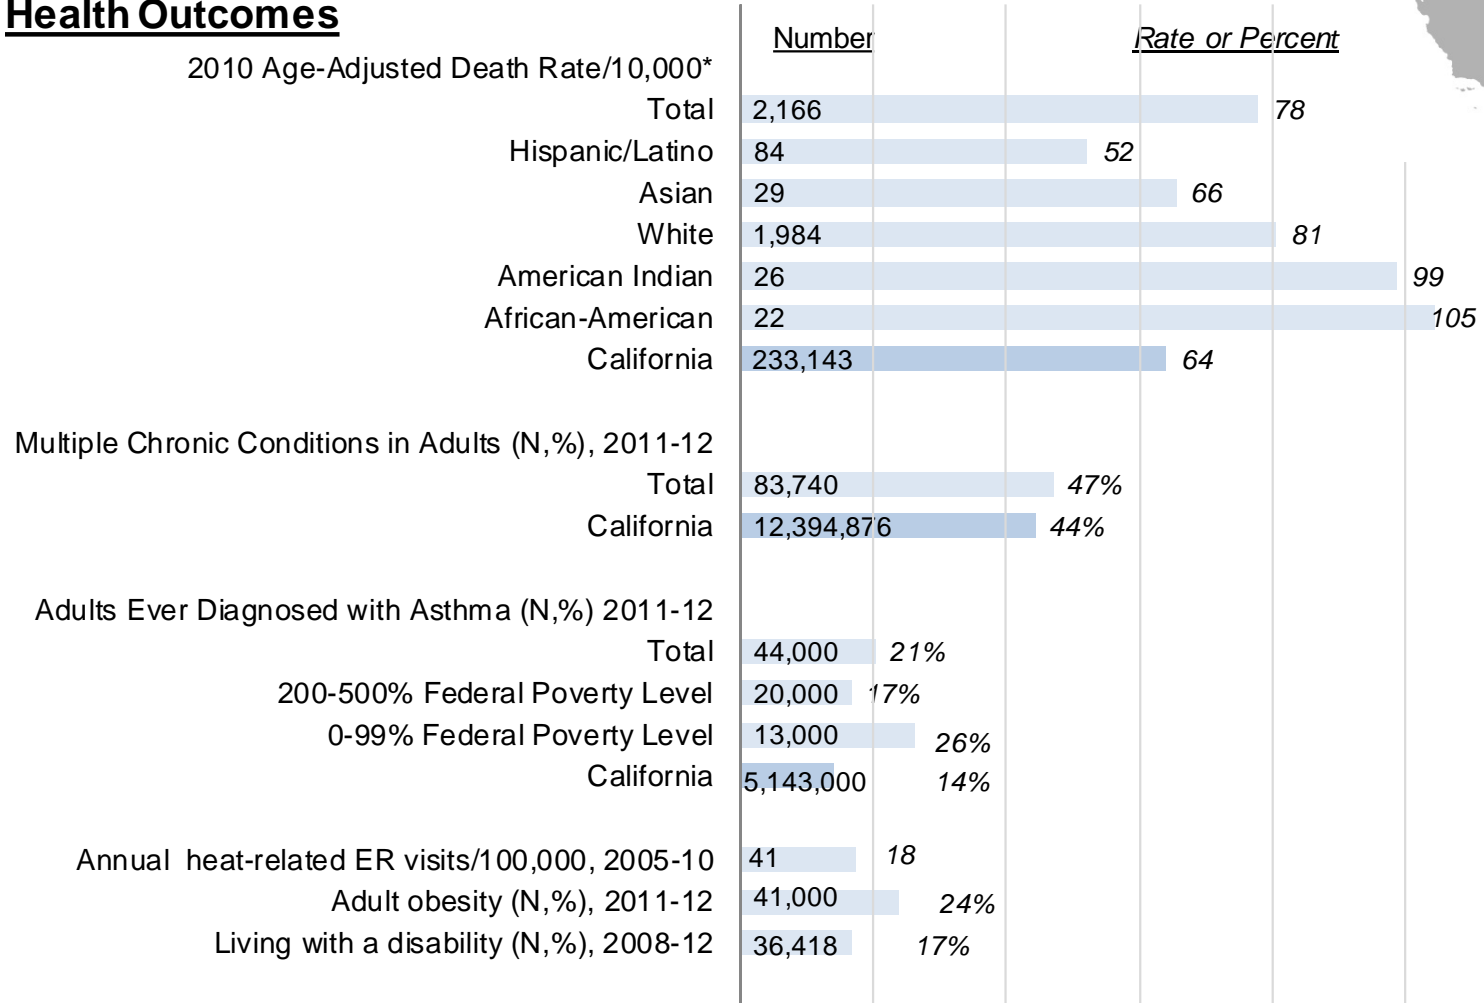 Health Outcomes
Number Rate or Percent
2010 Age-Adjusted Death Rate/10,000*
Total 2,166 78
Hispanic/Latino 84 52
Asian 29 66
White 1,984 81
American Indian 26 99
African-American 22 105
California 233,143 64
Multiple Chronic Conditions in Adults (N,%), 2011-12
Total 83,740 47%
California 12,394,876 44%
Adults Ever Diagnosed with Asthma (N,%) 2011-12
Total 44,000 21%
200-500% Federal Poverty Level 20,000 17%
0-99% Federal Poverty Level 13,000 26%
California 5,143,000 14%
Annual heat-related ER visits/100,000, 2005-10 41 18
Adult obesity (N,%), 2011-12 41,000 24%
Living with a disability (N,%), 2008-12 36,418 17%